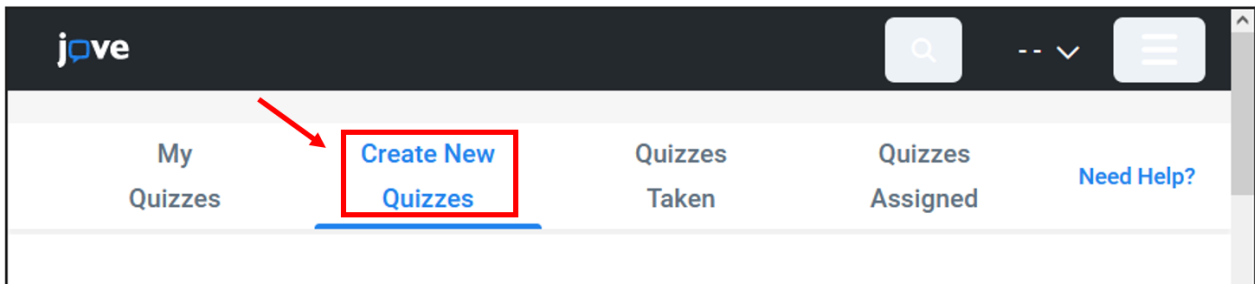 jove
--
My
Quizzes
Create New
Quizzes
Quizzes
Taken
Quizzes
Assigned
Need Help?